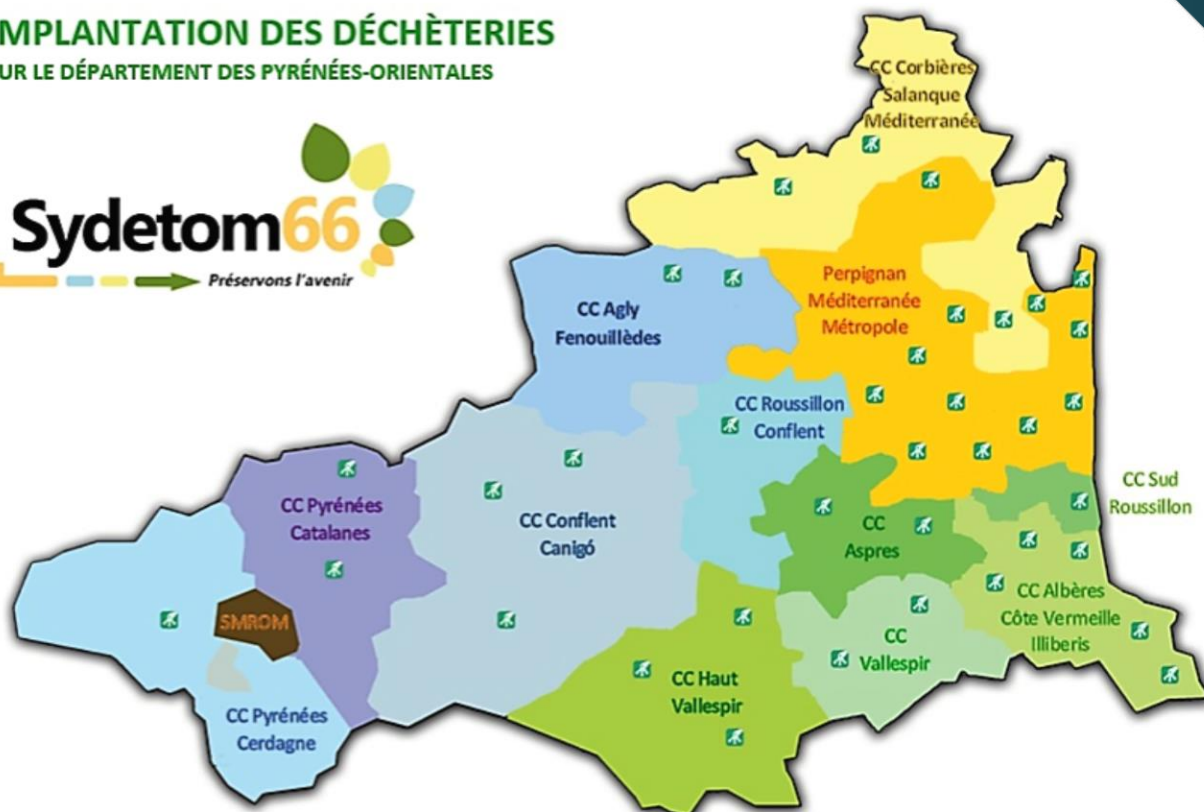 MPLANTATION DES DÉCHÈTERIES
UR LE DÉPARTEMENT DES PYRÉNÉES-ORIENTALES
Sydetom66
Préservons l'avenir
CC Corbières
Salanque
Méditerranée
Perpignan
Méditerranée
Métropole
CC Agly
Fenouillèdes
CC Roussillon
Conflent
CC Sud
Roussillon
CC Pyrénées
Catalanes
CC Conflent
Canigó
CC
Aspres
CC Albères
Côte Vermeille
Illiberis
SMROM
CC
Vallespir
CC Haut
Vallespir
CC Pyrénées
Cerdagne